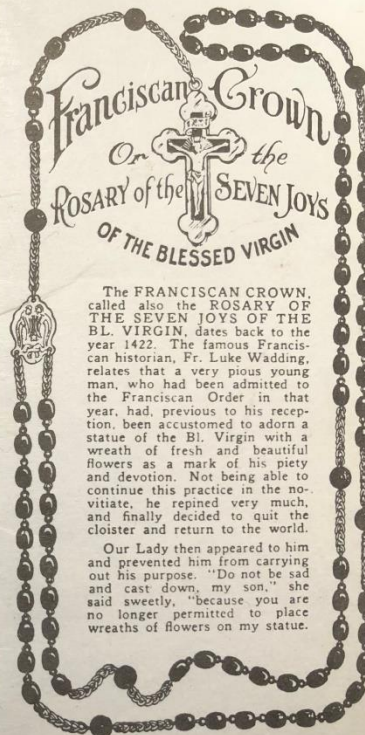 Franciscan Crown
Or the
ROSARY of the SEVEN JOYS
OF THE BLESSED VIRGIN
The FRANCISCAN CROWN,
called also the ROSARY OF
THE SEVEN JOYS OF THE
BL. VIRGIN, dates back to the
year 1422. The famous Francis-
can historian, Fr. Luke Wadding,
relates that a very pious young
man, who had been admitted to
the Franciscan Order in that
year, had, previous to his recep-
tion, been accustomed to adorn a
statue of the Bl. Virgin with a
wreath of fresh and beautiful
flowers as a mark of his piety
and devotion. Not being able to
continue this practice in the no-
vitiate, he repined very much,
and finally decided to quit the
cloister and return to the world.
Our Lady then appeared to him
and prevented him from carrying
out his purpose. "Do not be sad
and cast down, my son," she
said sweetly, "because you are
no longer permitted to place
wreaths of flowers on my statue.